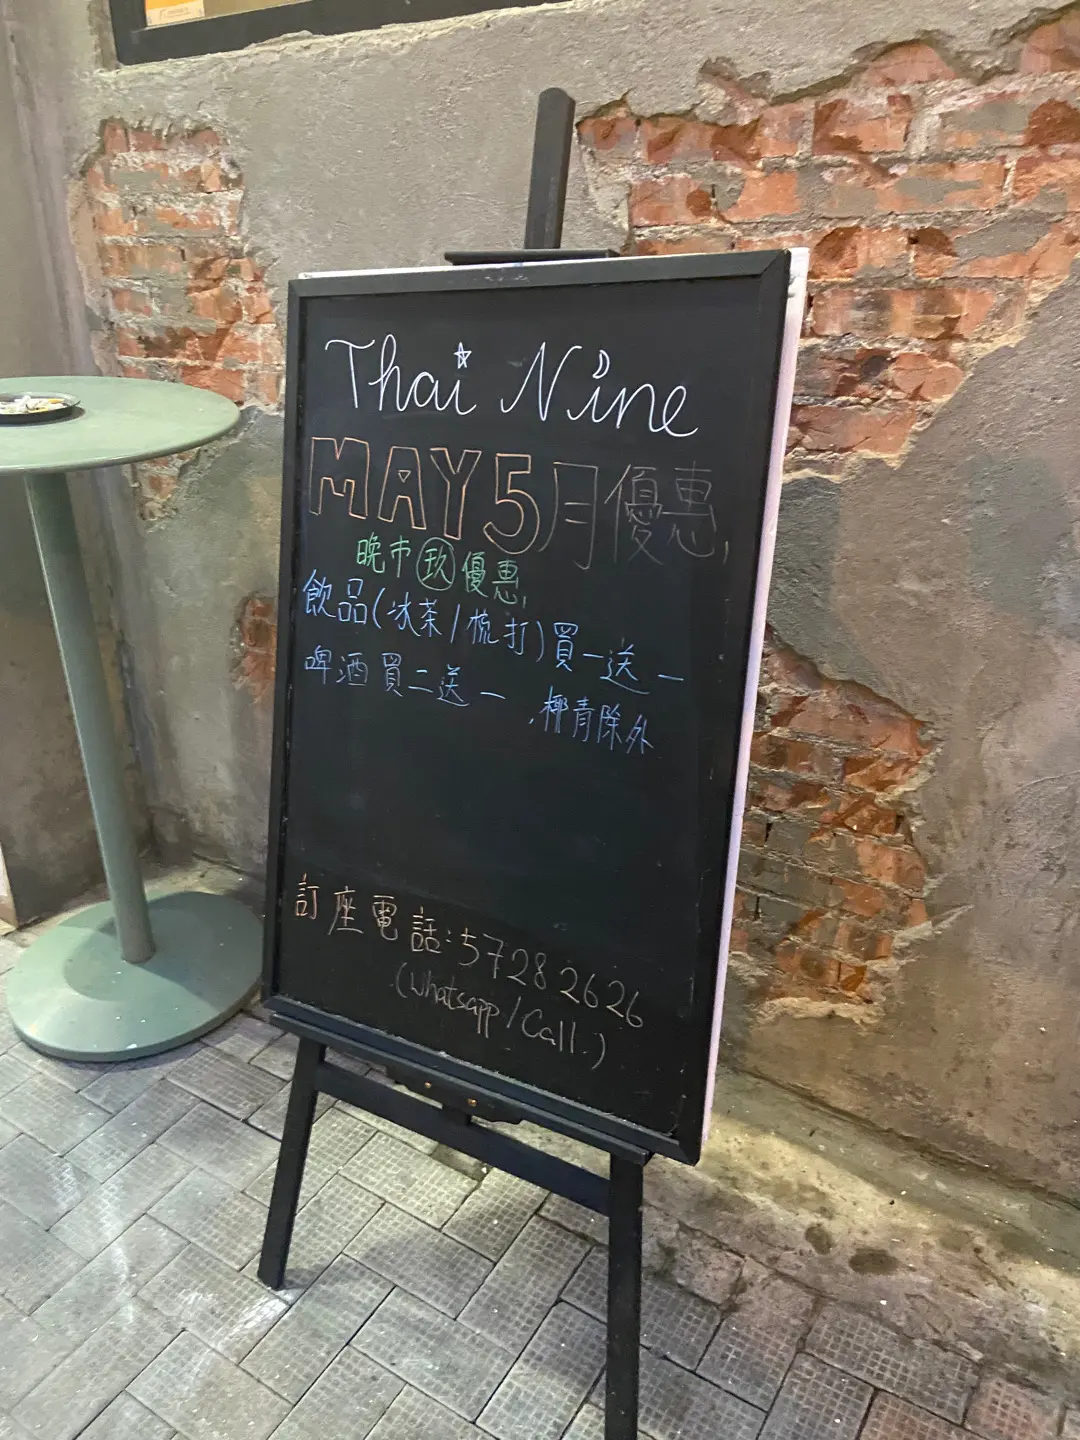 Thai Nine
MAY 5月優惠
晚市玖優惠
飲品(冰茶/梳打)買一送一
啤酒買二送一,椰青除外
訂座電話:5728 2626
(Whatsapp/Call.)